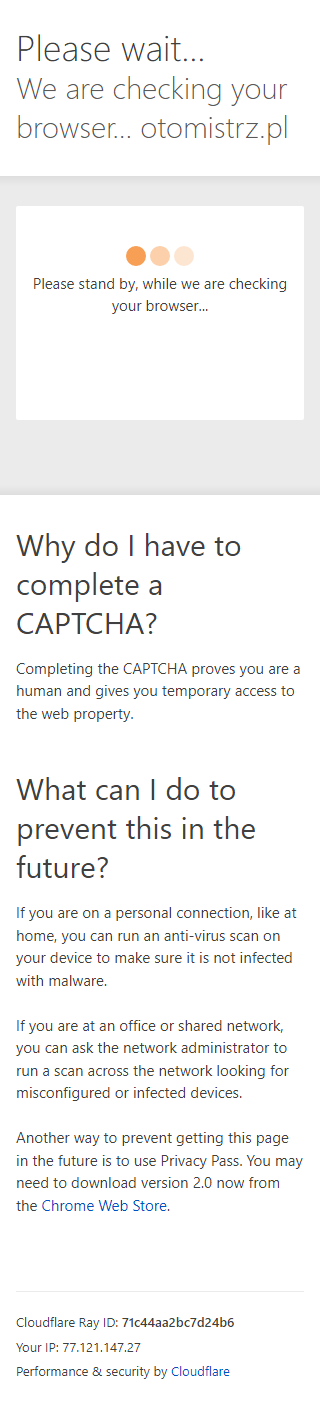 Please wait...
We are checking your
browser... otomistrz.pl
Please stand by, while we are checking
your browser...
Why do I have to
complete a
CAPTCHA?
Completing the CAPTCHA proves you are a
human and gives you temporary access to
the web property.
What can I do to
prevent this in the
future?
If you are on a personal connection, like at
home, you can run an anti-virus scan on
your device to make sure it is not infected
with malware.
If you are at an office or shared network,
you can ask the network administrator to
run a scan across the network looking for
misconfigured or infected devices.
Another way to prevent getting this page
in the future is to use Privacy Pass. You may
need to download version 2.0 now from
the Chrome Web Store.
Cloudflare Ray ID: 71c44aa2bc7d24b6
Your IP: 77.121.147.27
Performance & security by Cloudflare